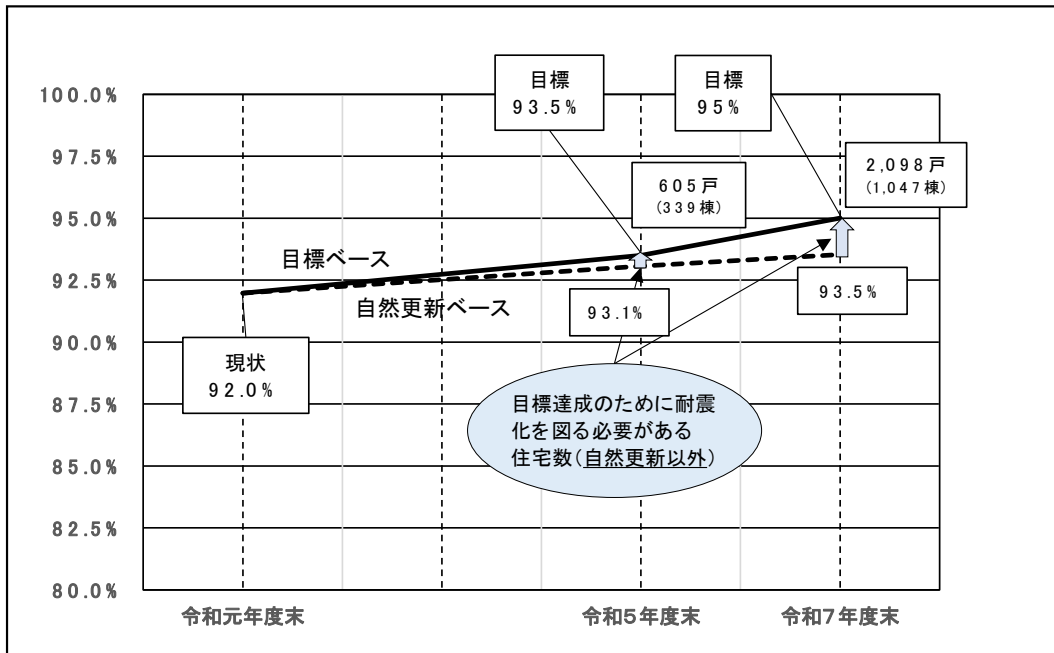 目標
93.5%
目標
95%
100.0%
97.5%
95.0%
92.5%
90.0%
87.5%
85.0%
82.5%
80.0%
605戸
(339棟)
2,098戸
(1,047棟)
目標ベース
自然更新ベース
93.1%
93.5%
現状
92.0%
目標達成のために耐震
化を図る必要がある
住宅数(自然更新以外)
令和元年度末
令和5年度末
令和7年度末